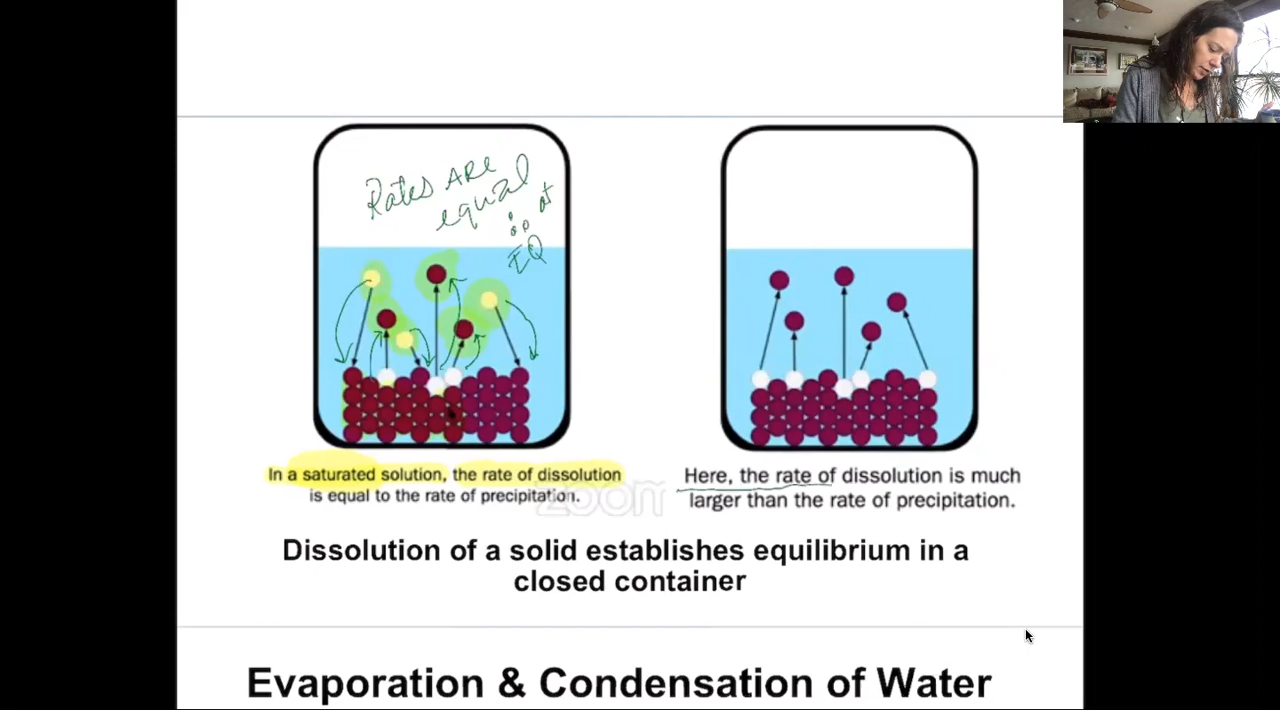 Rates ARE
equal
∴ at
EQ
In a saturated solution, the rate of dissolution
is equal to the rate of precipitation.
Here, the rate of dissolution is much
larger than the rate of precipitation.
zoom
Dissolution of a solid establishes equilibrium in a
closed container
Evaporation & Condensation of Water